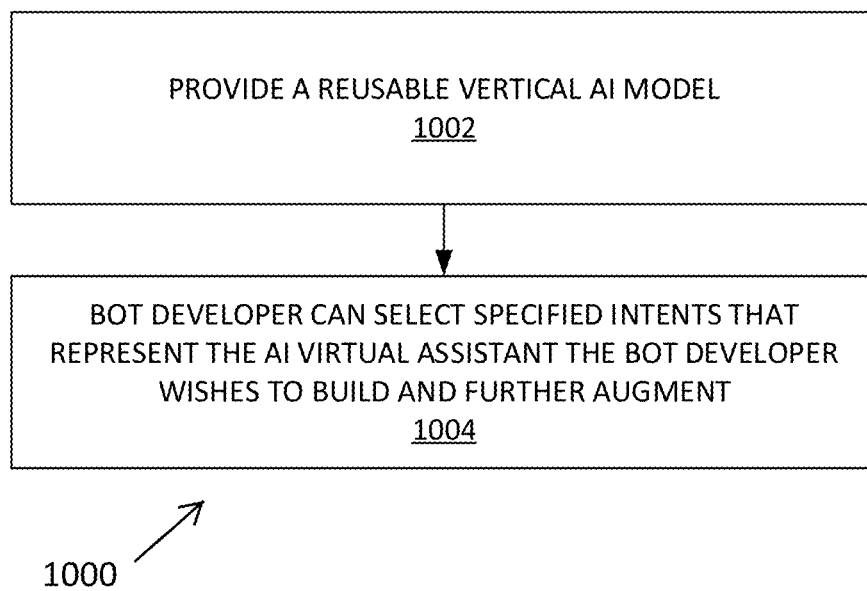 PROVIDE A REUSABLE VERTICAL AI MODEL
1002
BOT DEVELOPER CAN SELECT SPECIFIED INTENTS THAT
REPRESENT THE AI VIRTUAL ASSISTANT THE BOT DEVELOPER
WISHES TO BUILD AND FURTHER AUGMENT
1004
1000